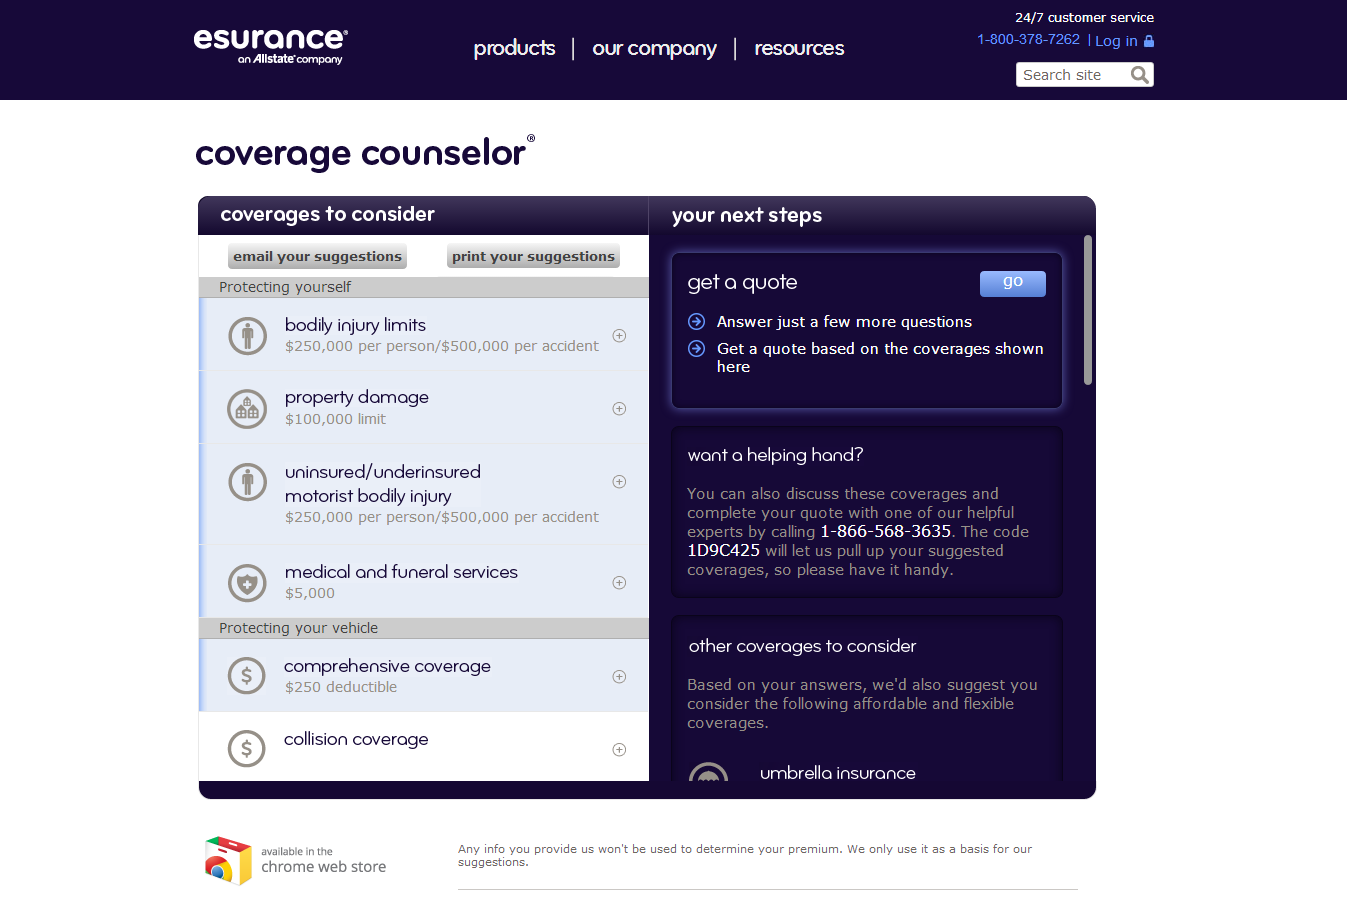 esurance®
an Allstate® company
products | our company | resources
24/7 customer service
1-800-378-7262 | Log in
Search site
coverage counselor®
coverages to consider
email your suggestions
print your suggestions
Protecting yourself
bodily injury limits
$250,000 per person/$500,000 per accident
property damage
$100,000 limit
uninsured/underinsured
motorist bodily injury
$250,000 per person/$500,000 per accident
medical and funeral services
$5,000
Protecting your vehicle
comprehensive coverage
$250 deductible
collision coverage
your next steps
get a quote
go
Answer just a few more questions
Get a quote based on the coverages shown
here
want a helping hand?
You can also discuss these coverages and
complete your quote with one of our helpful
experts by calling 1-866-568-3635. The code
1D9C425 will let us pull up your suggested
coverages, so please have it handy.
other coverages to consider
Based on your answers, we'd also suggest you
consider the following affordable and flexible
coverages.
umbrella insurance
available in the
chrome web store
Any info you provide us won't be used to determine your premium. We only use it as a basis for our
suggestions.